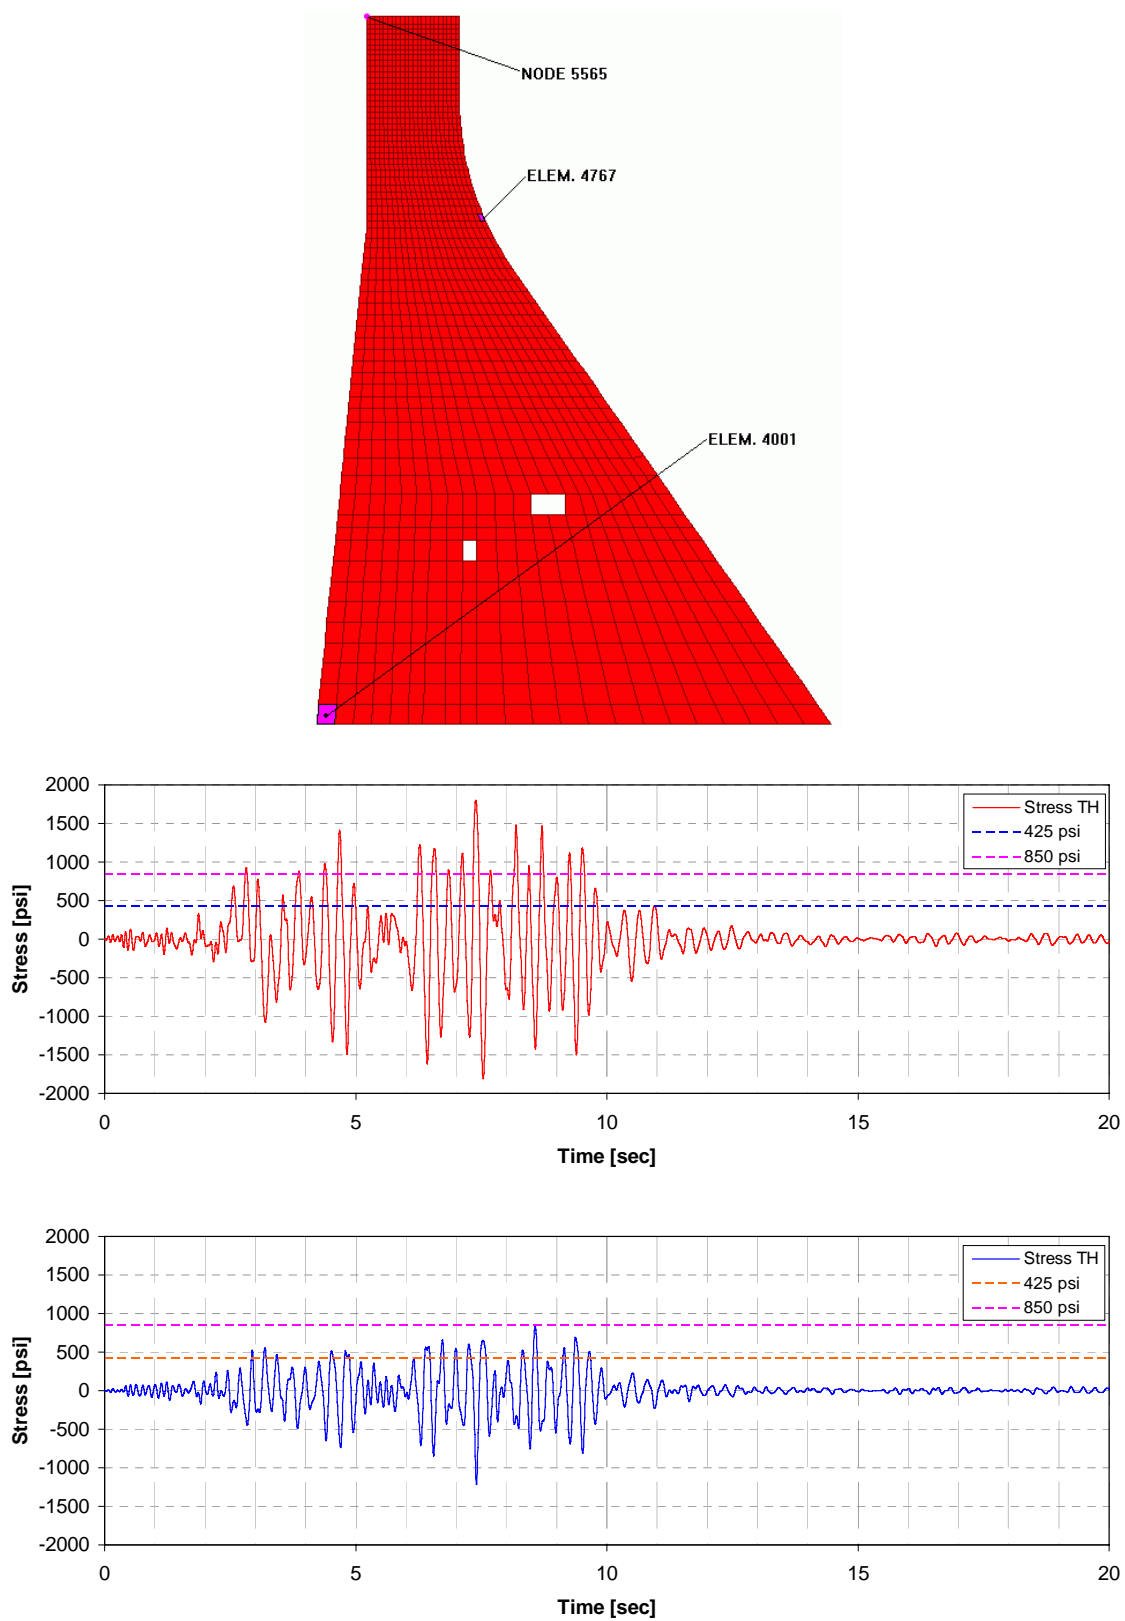 NODE 5565
ELEM. 4767
ELEM. 4001
2000
1500
1000
500
0
-500
-1000
-1500
-2000
Stress [psi]
Stress TH
425 psi
850 psi
0 5 10 15 20
Time [sec]
2000
1500
1000
500
0
-500
-1000
-1500
-2000
Stress [psi]
Stress TH
425 psi
850 psi
0 5 10 15 20
Time [sec]